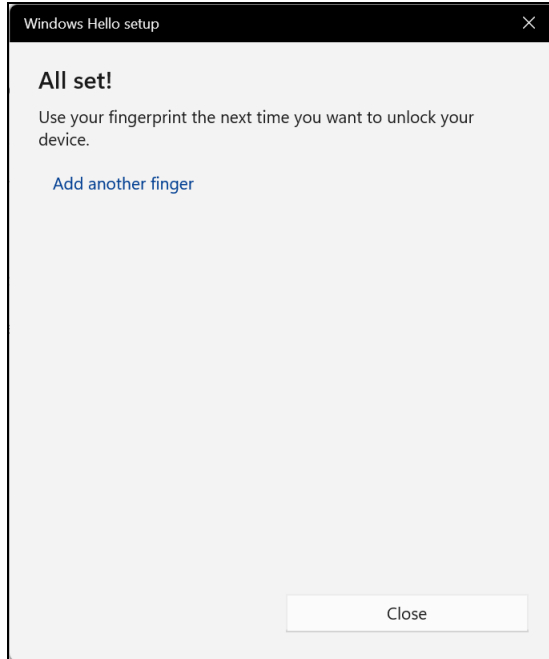 Windows Hello setup
All set!
Use your fingerprint the next time you want to unlock your
device.
Add another finger
Close